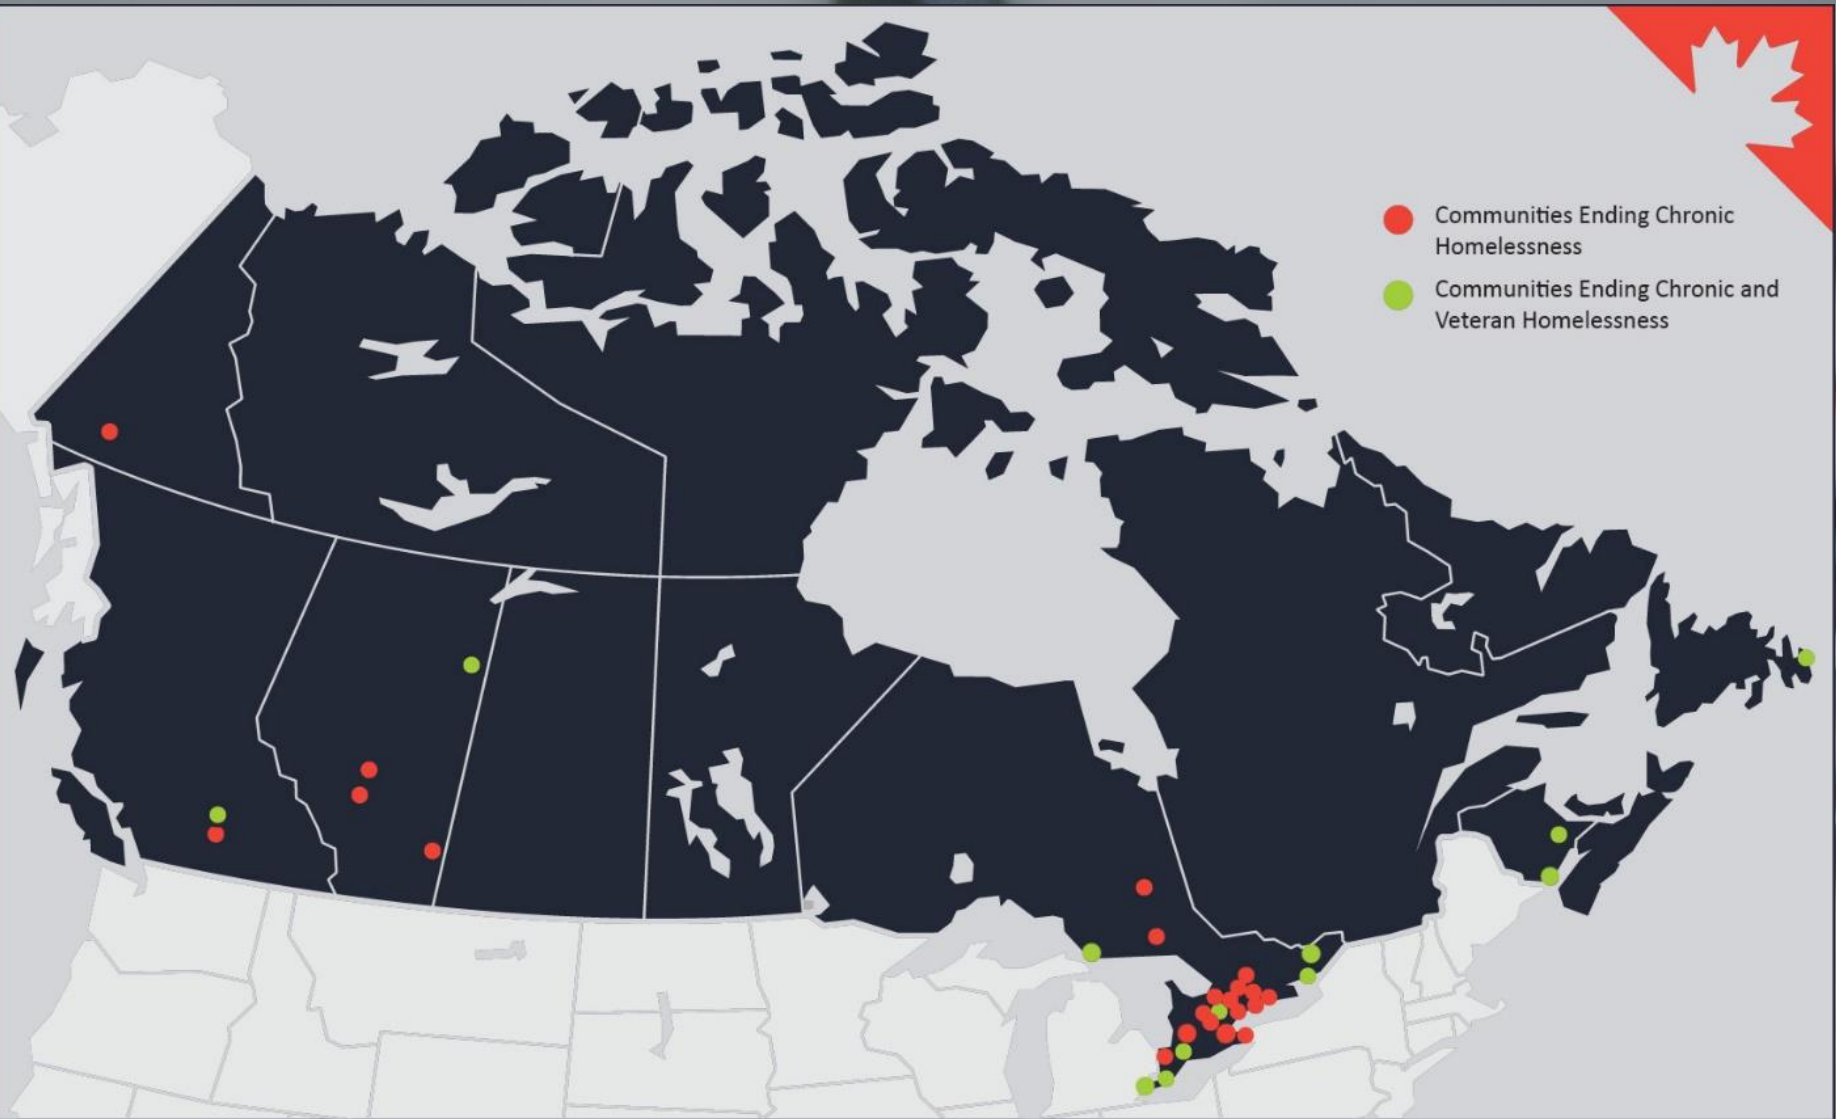 Communities Ending Chronic
Homelessness
Communities Ending Chronic and
Veteran Homelessness